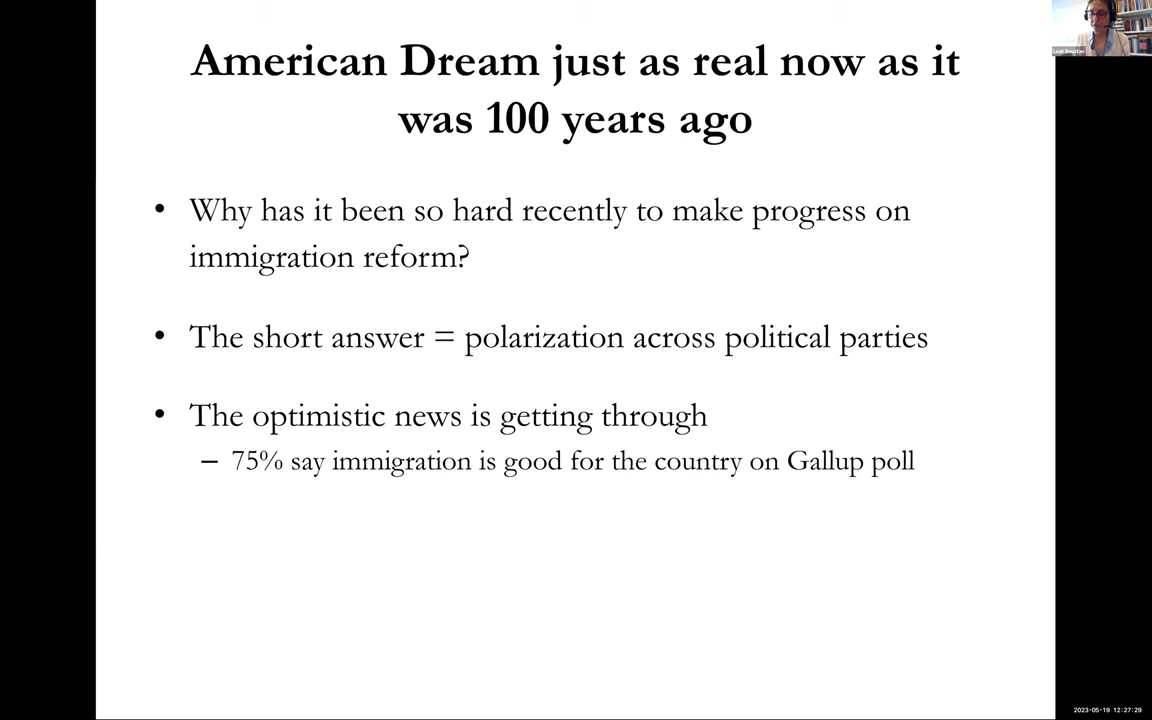 American Dream just as real now as it
was 100 years ago
• Why has it been so hard recently to make progress on
immigration reform?
• The short answer = polarization across political parties
• The optimistic news is getting through
– 75% say immigration is good for the country on Gallup poll
Leah Boustan
2023-05-19 12:27:29